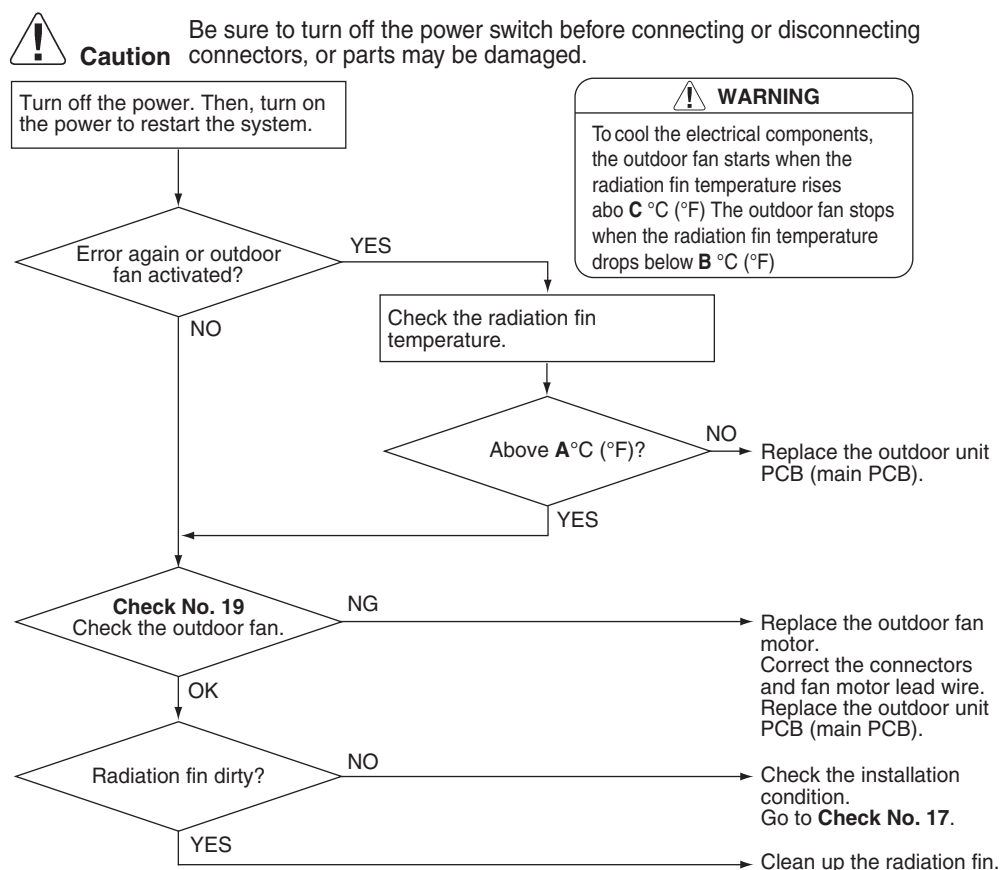 Be sure to turn off the power switch before connecting or disconnecting
Caution connectors, or parts may be damaged.
Turn off the power. Then, turn on
the power to restart the system.
WARNING
To cool the electrical components,
the outdoor fan starts when the
radiation fin temperature rises
abo C °C (°F) The outdoor fan stops
when the radiation fin temperature
drops below B °C (°F)
Error again or outdoor
fan activated?
YES
NO
Check the radiation fin
temperature.
Above A°C (°F)?
NO
Replace the outdoor unit
PCB (main PCB).
YES
Check No. 19
Check the outdoor fan.
NG
Replace the outdoor fan
motor.
Correct the connectors
and fan motor lead wire.
Replace the outdoor unit
PCB (main PCB).
OK
Radiation fin dirty?
NO
Check the installation
condition.
Go to Check No. 17.
YES
Clean up the radiation fin.